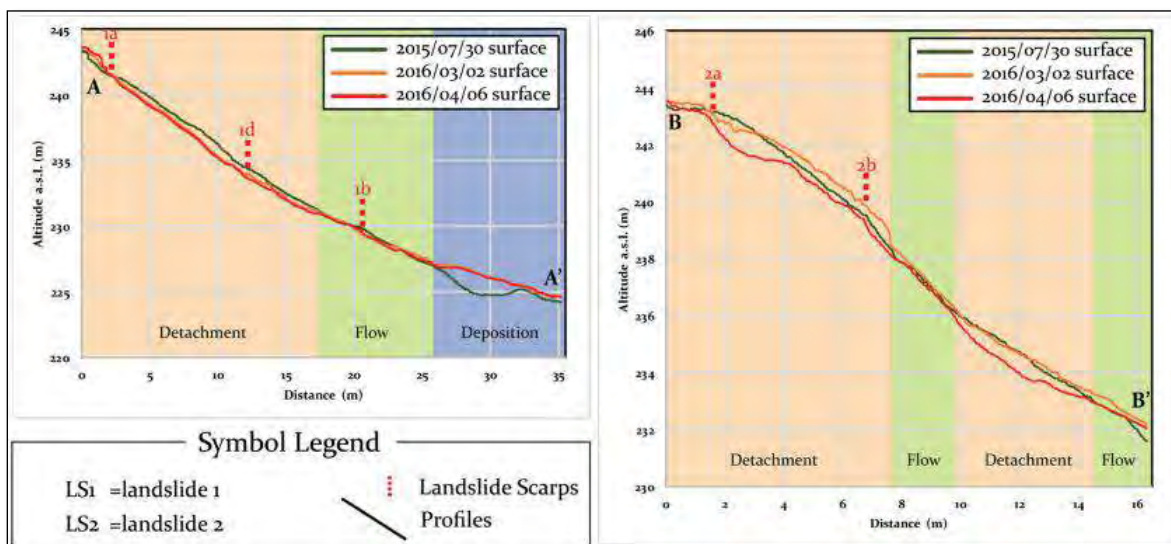 245
240
235
230
225
220
Altitude a.s.l. (m)
1a
A
1d
1b
A'
2015/07/30 surface
2016/03/02 surface
2016/04/06 surface
Detachment
Flow
Deposition
0
5
10
15
20
25
30
35
Distance (m)
246
244
242
240
238
236
234
232
230
Altitude a.s.l. (m)
2a
B
2b
B'
2015/07/30 surface
2016/03/02 surface
2016/04/06 surface
Detachment
Flow
Detachment
Flow
0
2
4
6
8
10
12
14
16
Distance (m)
Symbol Legend
LS1 =landslide 1
LS2 =landslide 2
Landslide Scarps
Profiles